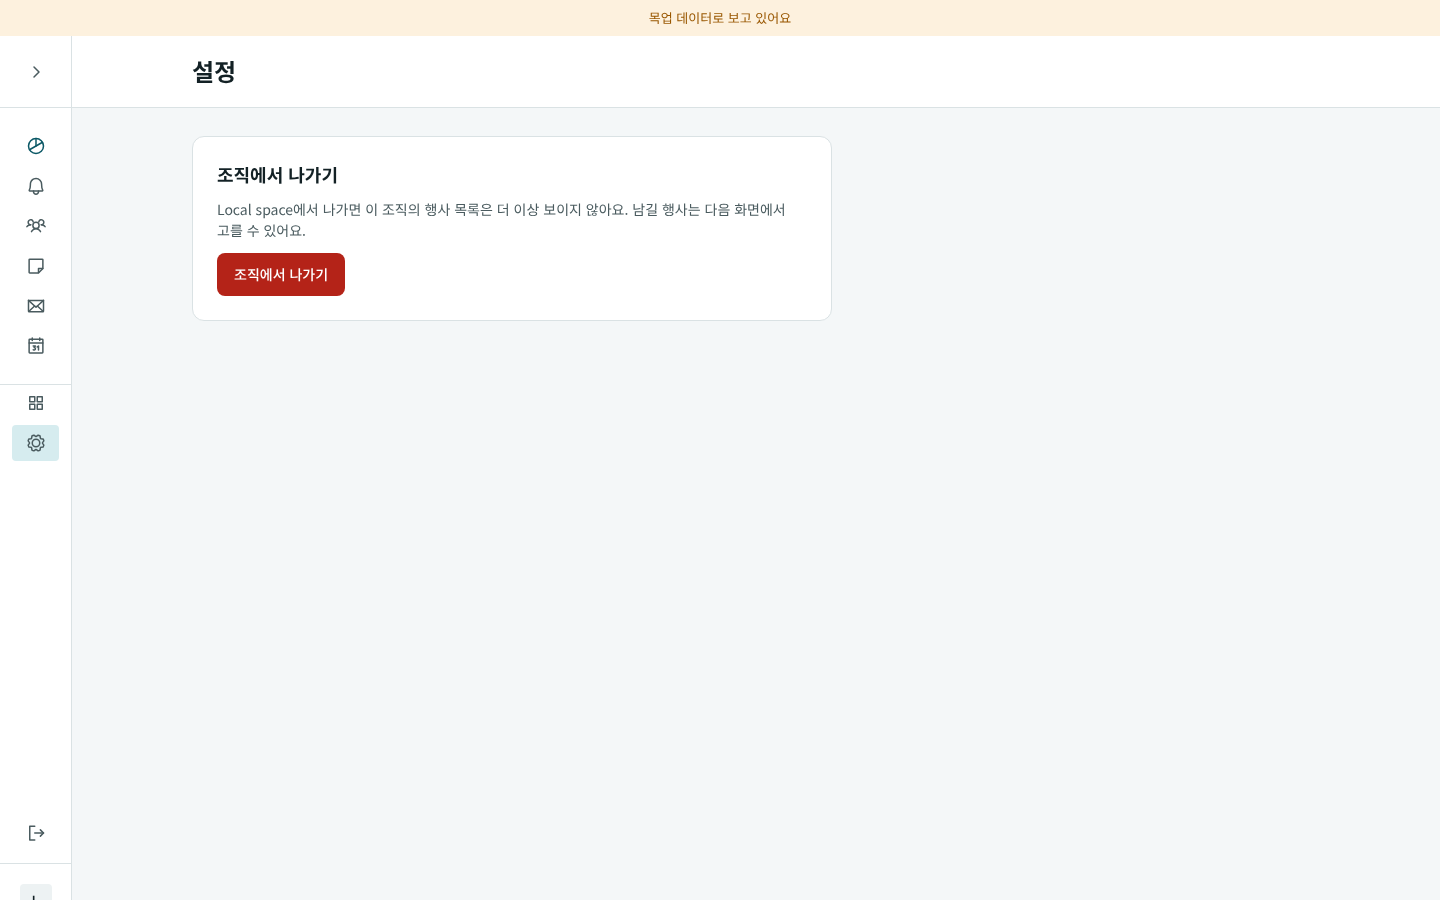 목업 데이터로 보고 있어요
설정
조직에서 나가기
Local space에서 나가면 이 조직의 행사 목록은 더 이상 보이지 않아요. 남길 행사는 다음 화면에서
고를 수 있어요.
조직에서 나가기
31